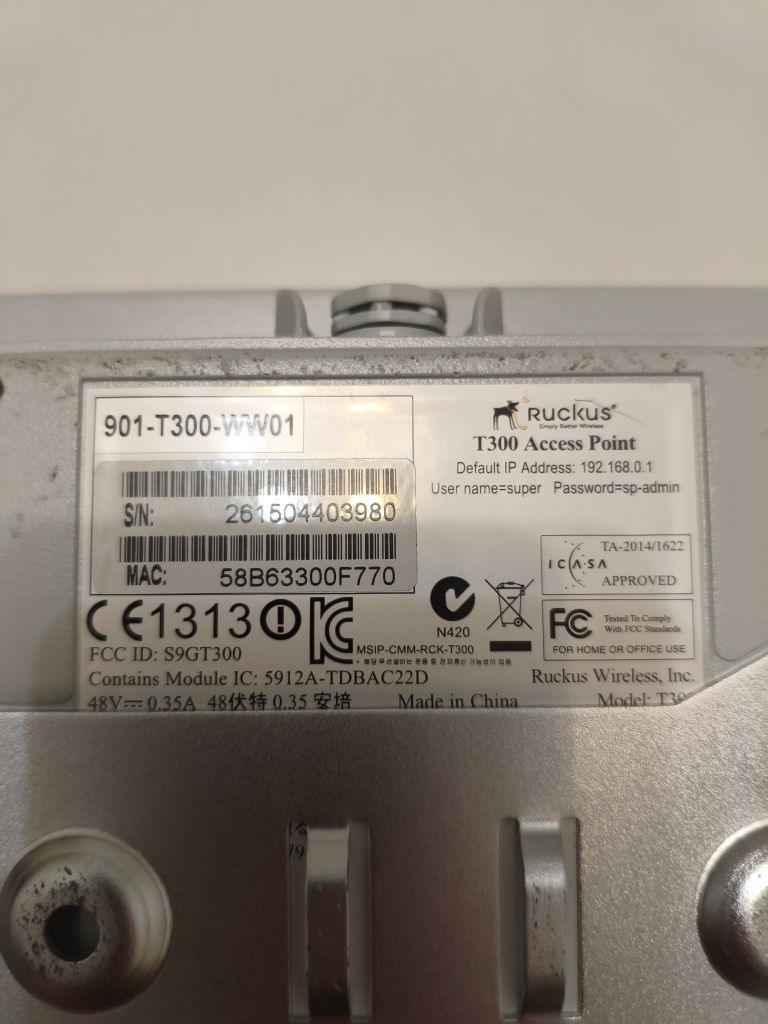 901-T300-WW01
S/N: 261504403980
MAC: 58B63300F770
RUCKUS
Simply Better Wireless.
T300 Access Point
Default IP Address: 192.168.0.1
User name=super Password=sp-admin
ICASA
TA-2014/1622
APPROVED
CE1313
N420
MSIP-CMM-RCK-T300
FC
Tested To Comply
With FCC Standards
FOR HOME OR OFFICE USE
FCC ID: S9GT300
Contains Module IC: 5912A-TDBAC22D
Ruckus Wireless, Inc.
48V⎓ 0.35A 48伏特 0.35 安培
Made in China
Model: